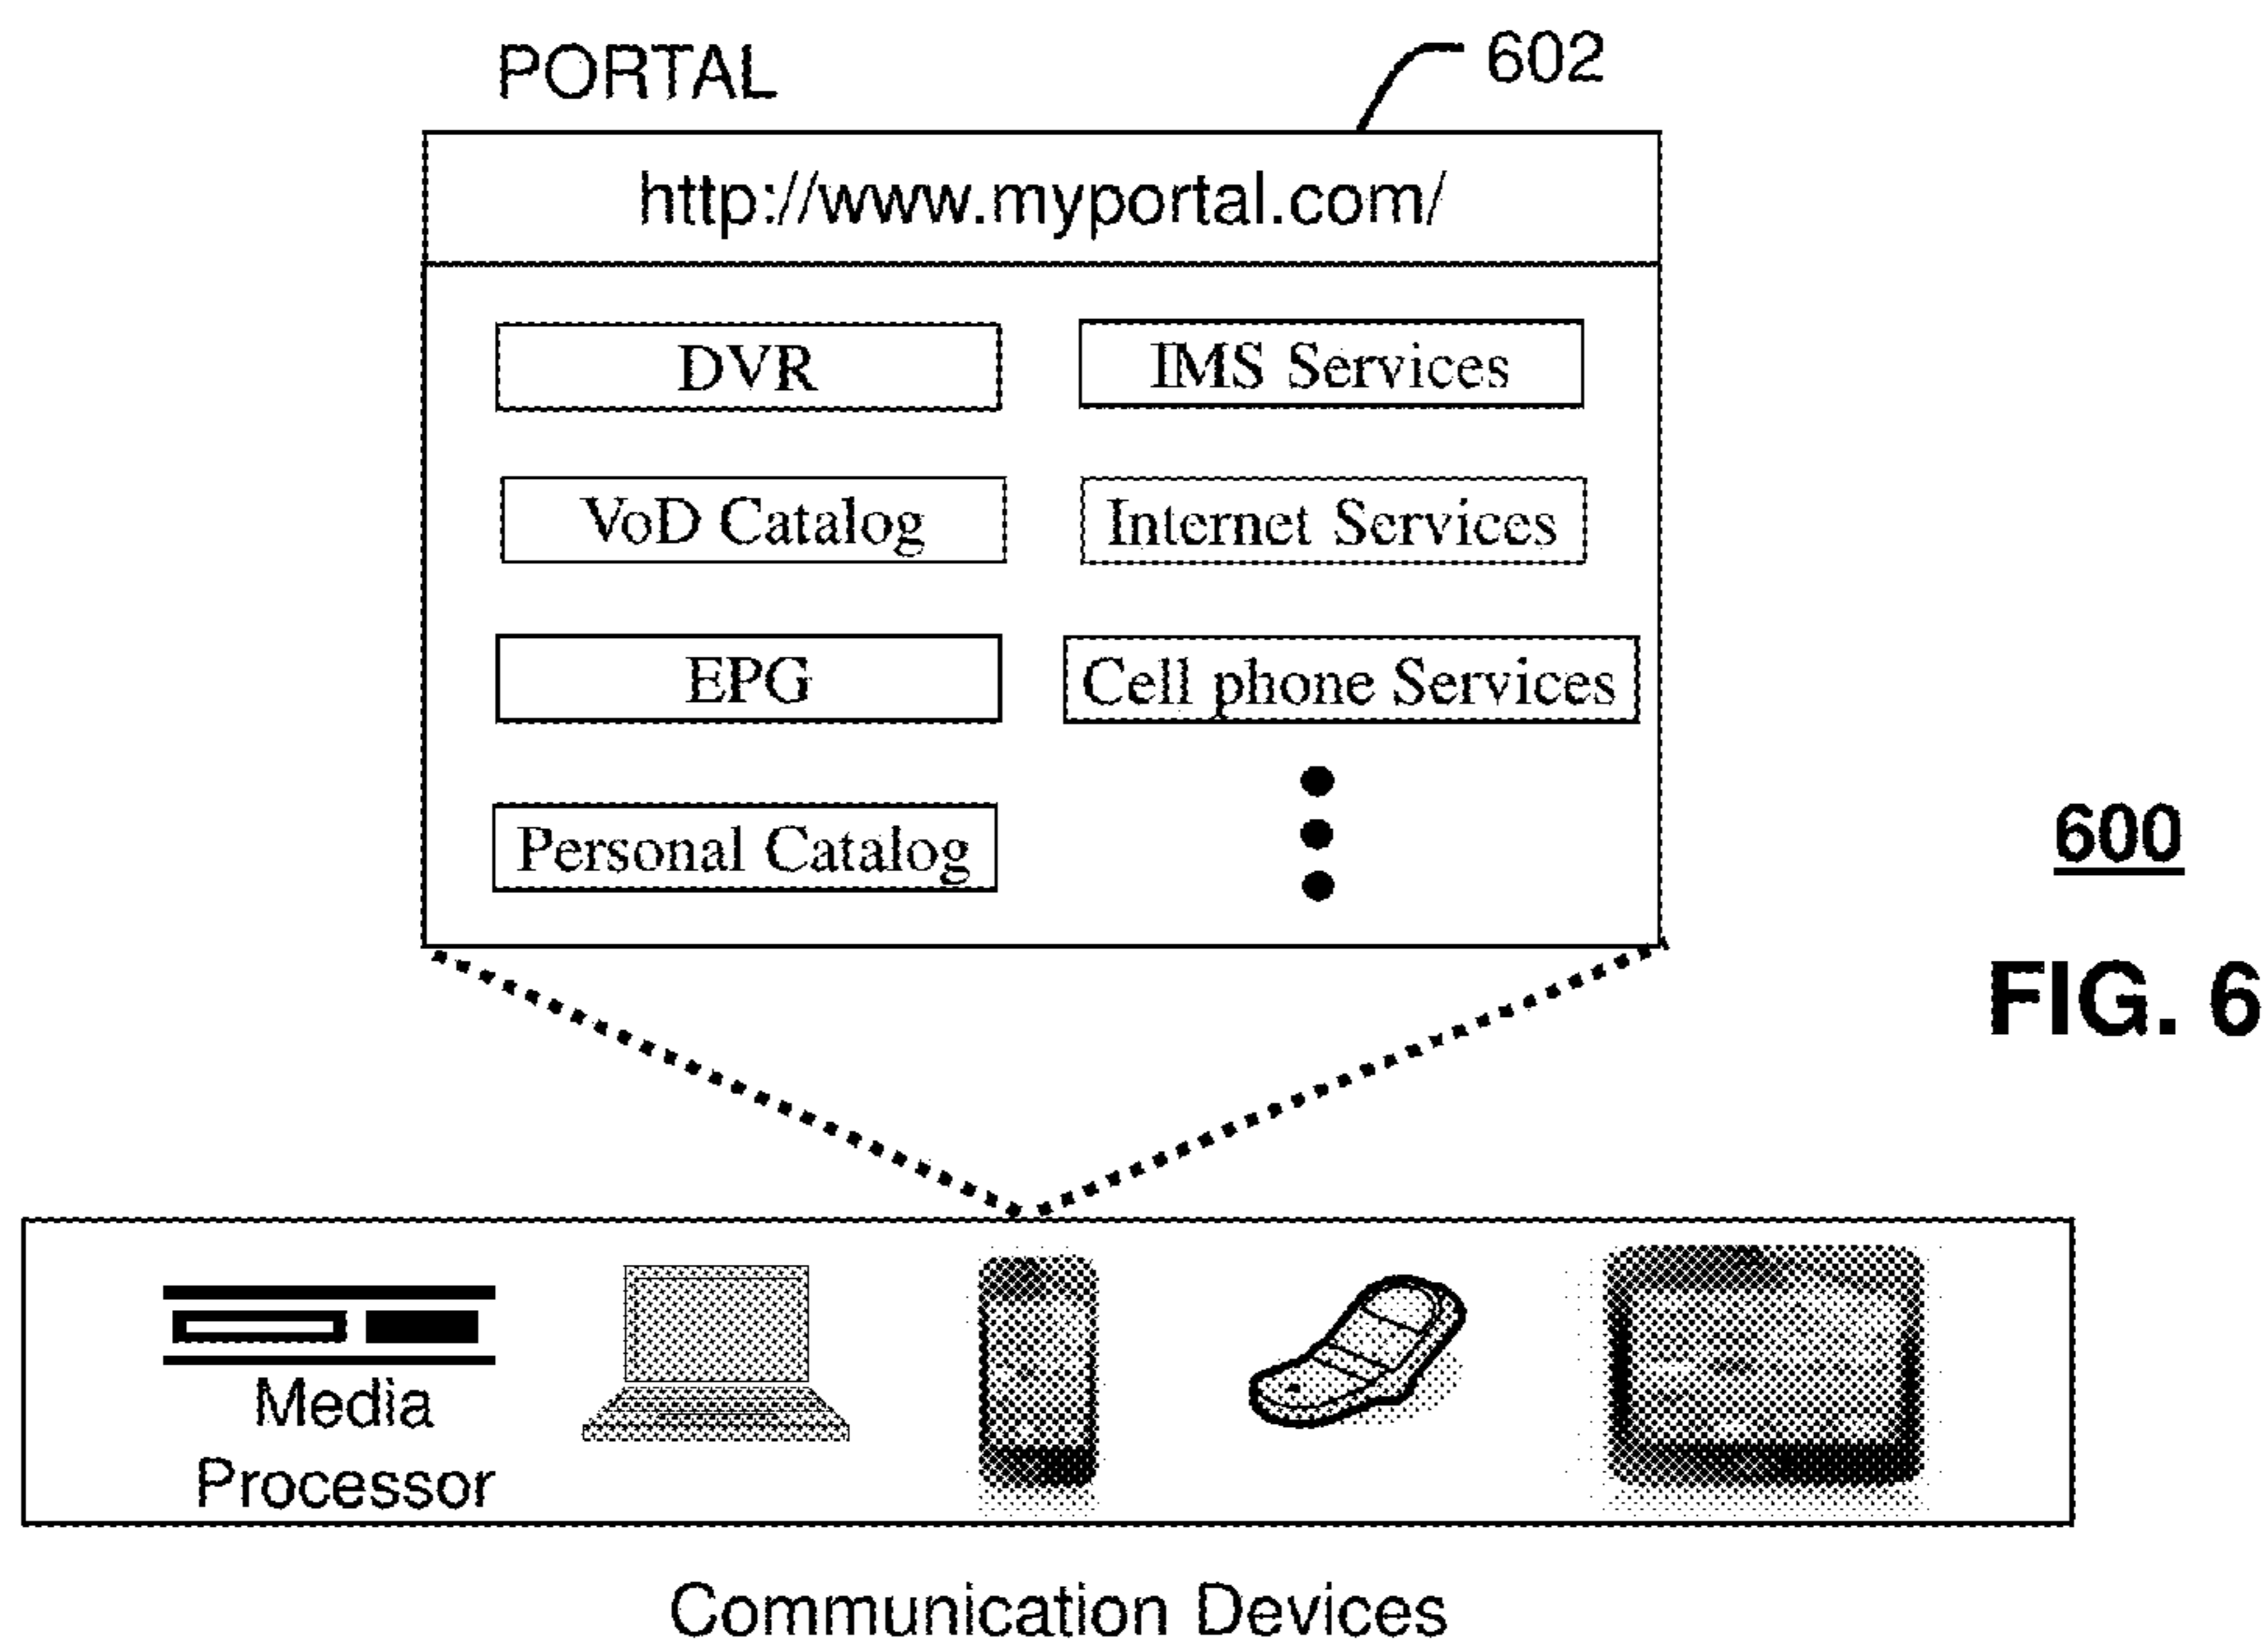 PORTAL
602
http://www.myportal.com/
DVR
IMS Services
VoD Catalog
Internet Services
EPG
Cell phone Services
Personal Catalog
600
FIG. 6
Media
Processor
Communication Devices